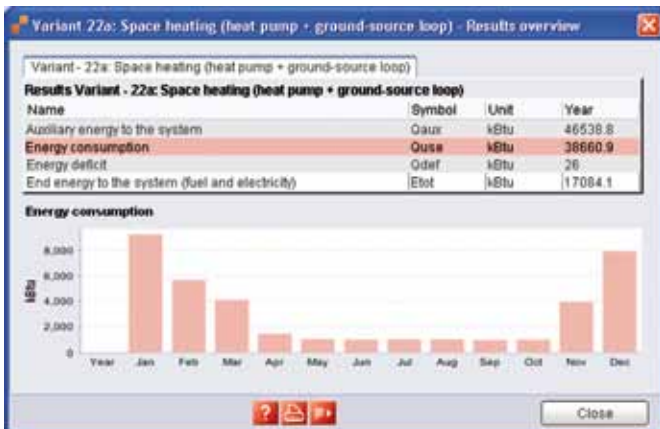 Variant 22a: Space heating (heat pump + ground-source loop) - Results overview
Variant - 22a: Space heating (heat pump + ground-source loop)
Results Variant - 22a: Space heating (heat pump + ground-source loop)
Name Symbol Unit Year
Auxiliary energy to the system Qaux kBtu 46538.8
Energy consumption Quse kBtu 38660.9
Energy deficit Qdef kBtu 26
End energy to the system (fuel and electricity) Etot kBtu 17084.1
Energy consumption
kBtu
8,000
6,000
4,000
2,000
0
Year Jan Feb Mar Apr May Jun Jul Aug Sep Oct Nov Dec
?
Close